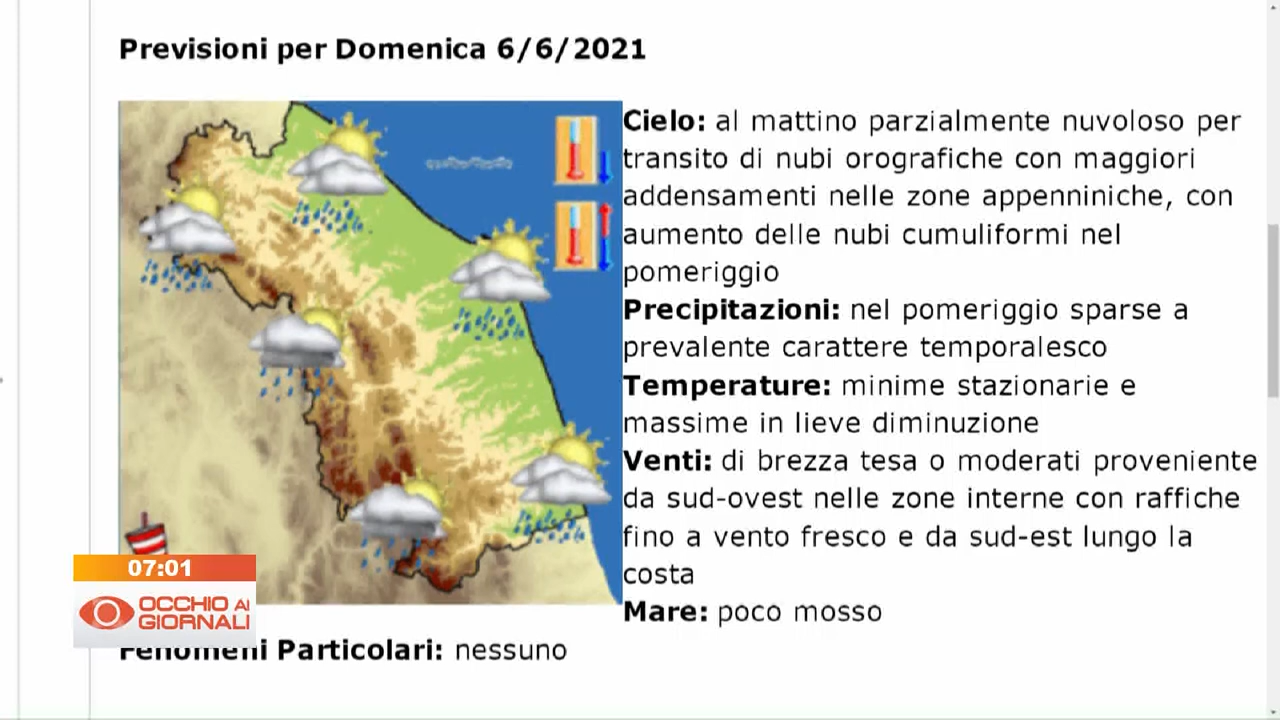 Previsioni per Domenica 6/6/2021
Cielo: al mattino parzialmente nuvoloso per
transito di nubi orografiche con maggiori
addensamenti nelle zone appenniniche, con
aumento delle nubi cumuliformi nel
pomeriggio
Precipitazioni: nel pomeriggio sparse a
prevalente carattere temporalesco
Temperature: minime stazionarie e
massime in lieve diminuzione
Venti: di brezza tesa o moderati proveniente
da sud-ovest nelle zone interne con raffiche
fino a vento fresco e da sud-est lungo la
costa
Mare: poco mosso
Fenomeni Particolari: nessuno
07:01
OCCHIO AI
GIORNALI